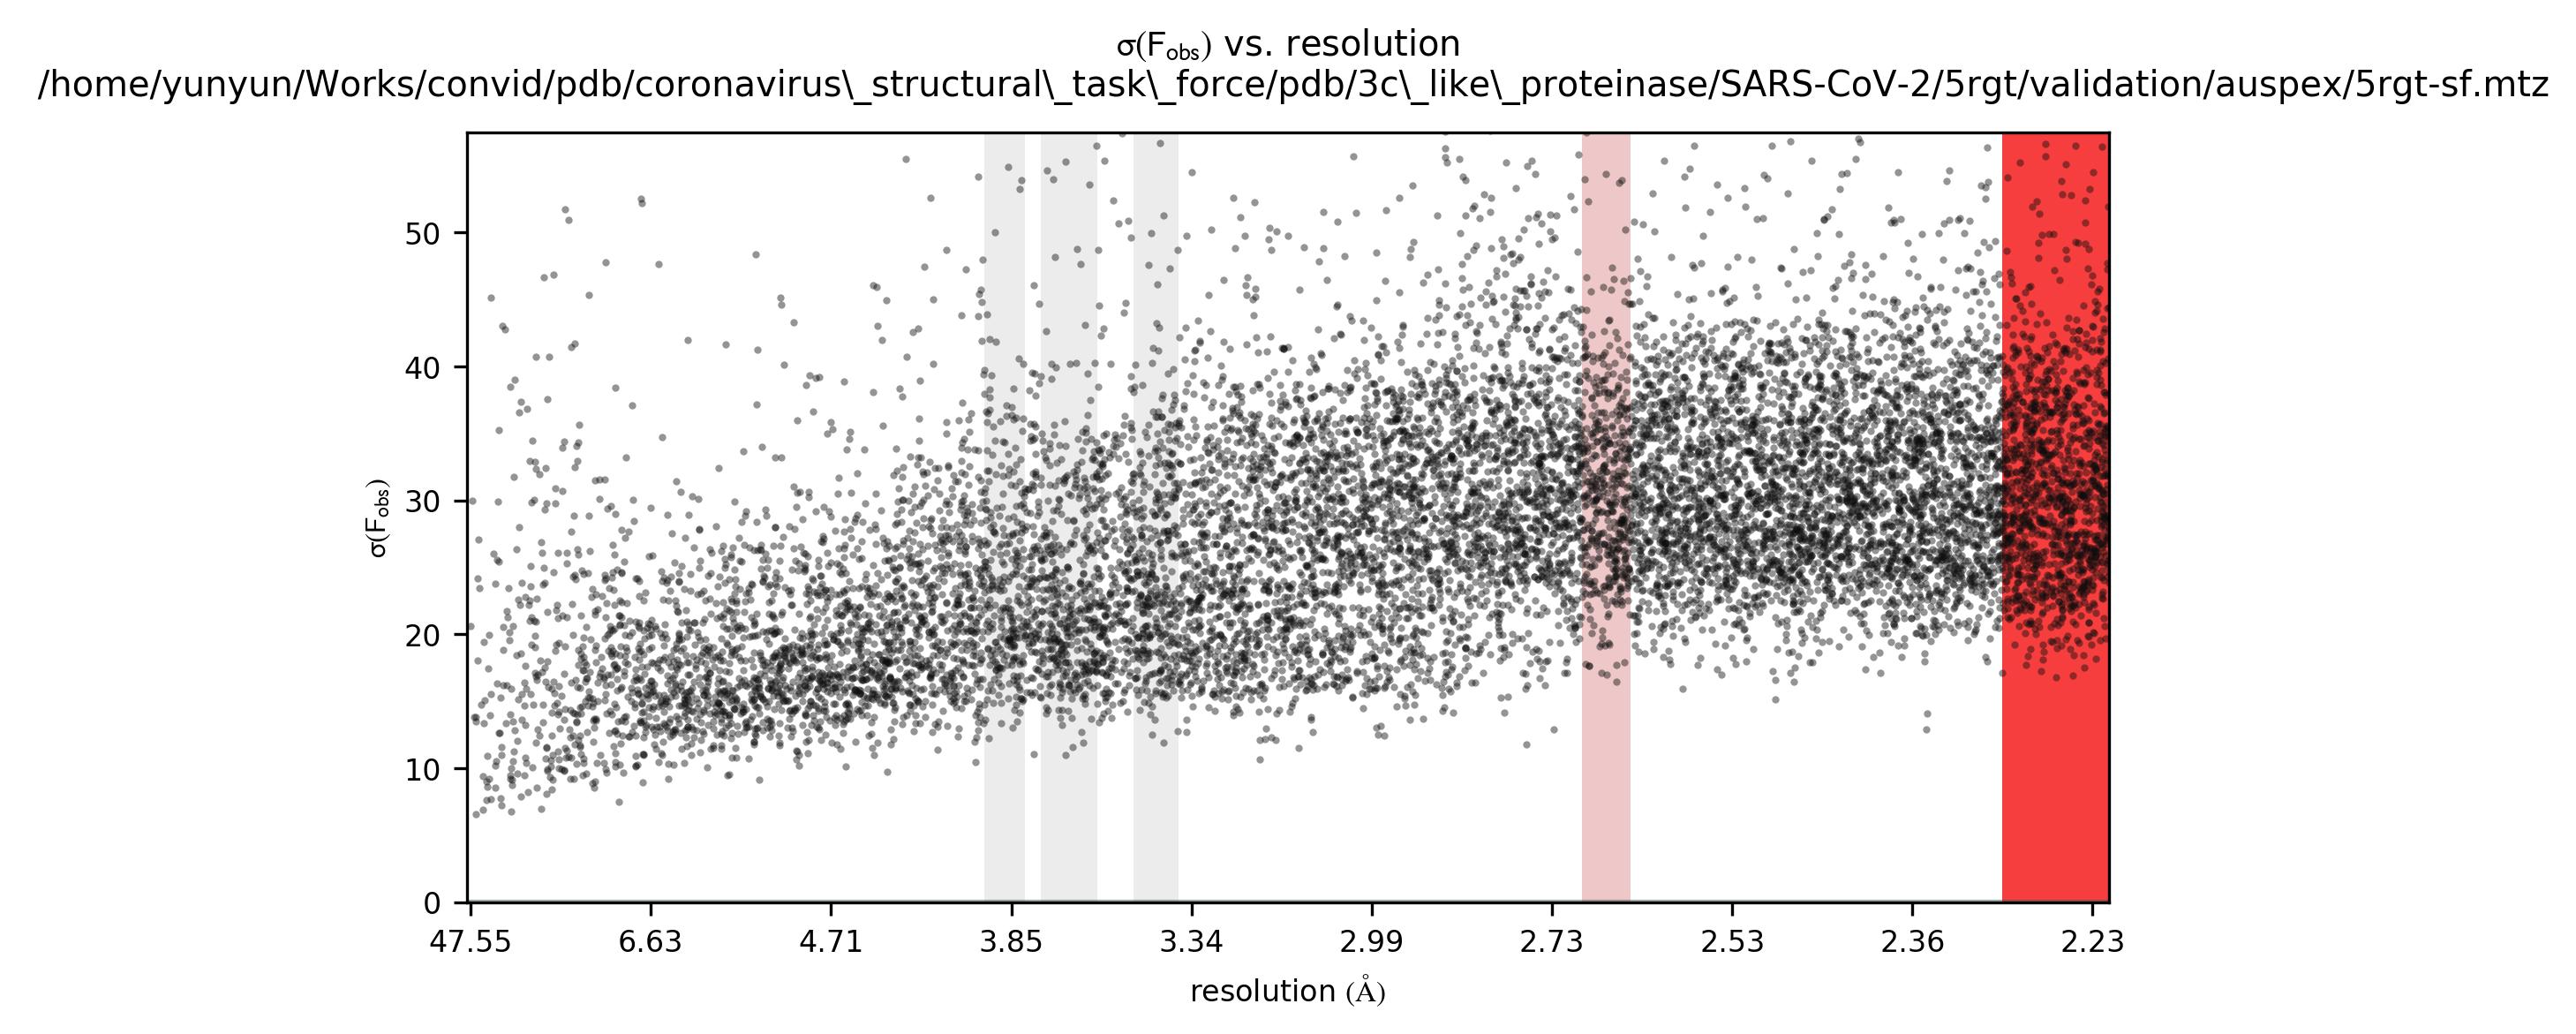 σ(F_obs) vs. resolution
/home/yunyun/Works/convid/pdb/coronavirus\_structural\_task\_force/pdb/3c\_like\_proteinase/SARS-CoV-2/5rgt/validation/auspex/5rgt-sf.mtz
σ(F_obs)
50
40
30
20
10
0
47.55 6.63 4.71 3.85 3.34 2.99 2.73 2.53 2.36 2.23
resolution (Å)